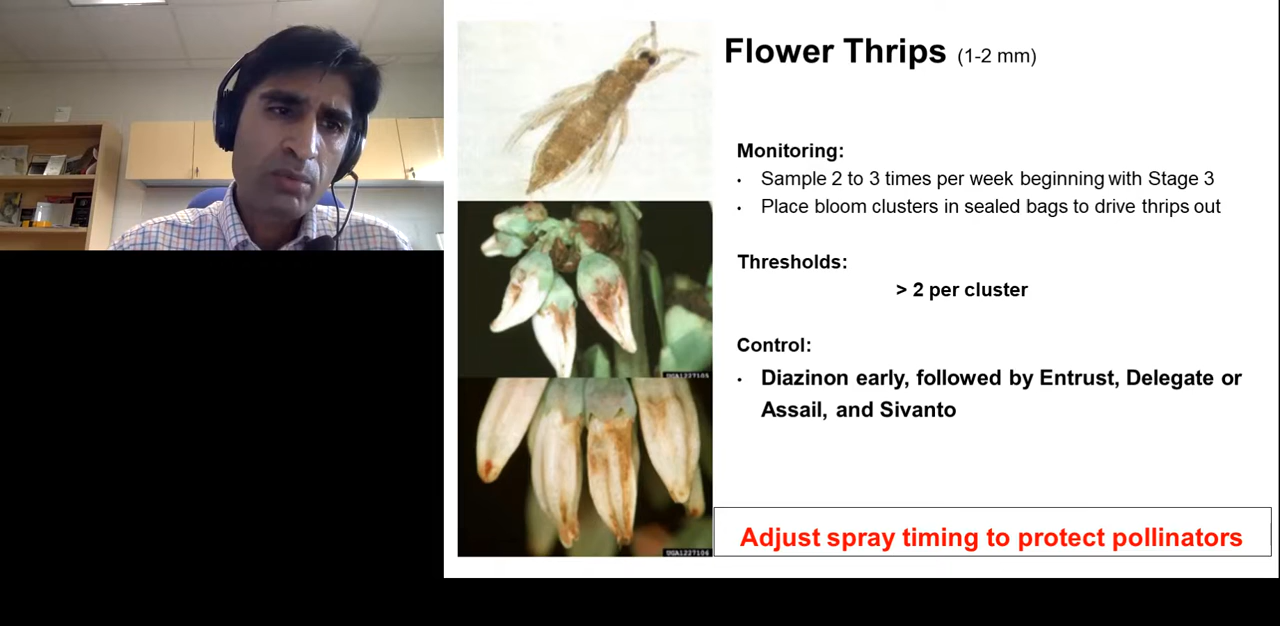 Flower Thrips (1-2 mm)
Monitoring:
• Sample 2 to 3 times per week beginning with Stage 3
• Place bloom clusters in sealed bags to drive thrips out
Thresholds:
> 2 per cluster
Control:
• Diazinon early, followed by Entrust, Delegate or
Assail, and Sivanto
Adjust spray timing to protect pollinators
UGA1227105
UGA1227104